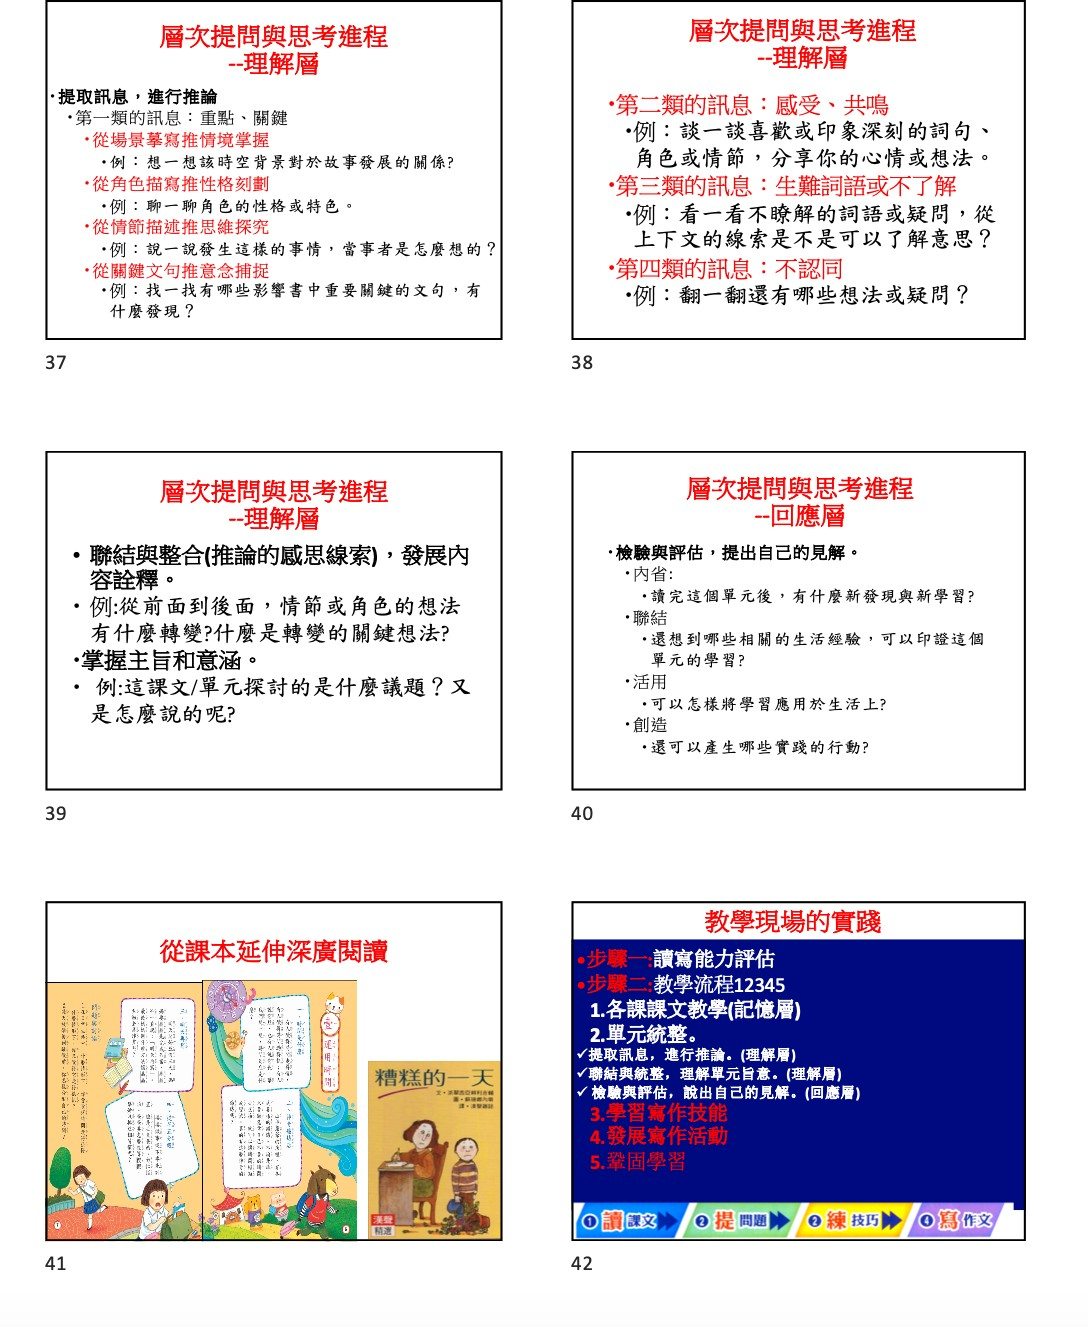 層次提問與思考進程
--理解層
·提取訊息，進行推論
•第一類的訊息：重點、關鍵
•從場景摹寫推情境掌握
•例：想一想該時空背景對於故事發展的關係?
•從角色描寫推性格刻劃
•例：聊一聊角色的性格或特色。
•從情節描述推思維探究
•例：說一說發生這樣的事情，當事者是怎麼想的？
•從關鍵文句推意念捕捉
•例：找一找有哪些影響書中重要關鍵的文句，有
什麼發現？
37
層次提問與思考進程
--理解層
•第二類的訊息：感受、共鳴
•例：談一談喜歡或印象深刻的詞句、
角色或情節，分享你的心情或想法。
•第三類的訊息：生難詞語或不了解
•例：看一看不瞭解的詞語或疑問，從
上下文的線索是不是可以了解意思？
•第四類的訊息：不認同
•例：翻一翻還有哪些想法或疑問？
38
層次提問與思考進程
--理解層
• 聯結與整合(推論的感思線索)，發展內
容詮釋。
• 例:從前面到後面，情節或角色的想法
有什麼轉變?什麼是轉變的關鍵想法?
•掌握主旨和意涵。
• 例:這課文/單元探討的是什麼議題？又
是怎麼說的呢?
39
層次提問與思考進程
--回應層
•檢驗與評估，提出自己的見解。
•內省:
•讀完這個單元後，有什麼新發現與新學習?
•聯結
•還想到哪些相關的生活經驗，可以印證這個
單元的學習?
•活用
•可以怎樣將學習應用於生活上?
•創造
•還可以產生哪些實踐的行動?
40
從課本延伸深廣閱讀
糟糕的一天
漢聲
精選
41
教學現場的實踐
•步驟一:讀寫能力評估
•步驟二:教學流程12345
1.各課課文教學(記憶層)
2.單元統整。
✓提取訊息，進行推論。(理解層)
✓聯結與統整，理解單元旨意。(理解層)
✓ 檢驗與評估，說出自己的見解。(回應層)
3.學習寫作技能
4.發展寫作活動
5.鞏固學習
1 讀 課文 2 提 問題 2 練 技巧 4 寫 作文
42